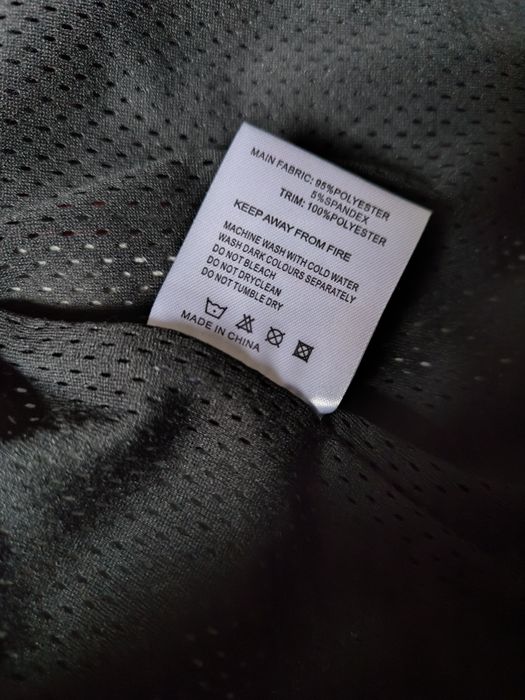 MAIN FABRIC: 95%POLYESTER
5%SPANDEX
TRIM: 100%POLYESTER
KEEP AWAY FROM FIRE
MACHINE WASH WITH COLD WATER
WASH DARK COLOURS SEPARATELY
DO NOT BLEACH
DO NOT DRYCLEAN
DO NOT TUMBLE DRY
MADE IN CHINA